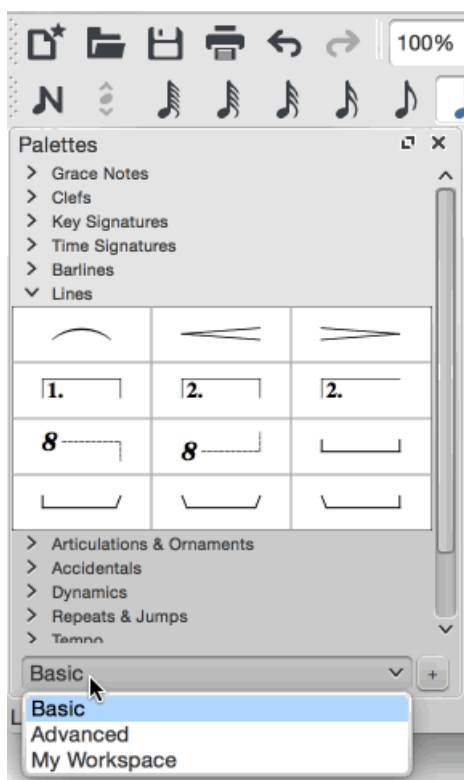 100%
Palettes
Grace Notes
Clefs
Key Signatures
Time Signatures
Barlines
Lines
1. 2. 2.
8 8
Articulations & Ornaments
Accidentals
Dynamics
Repeats & Jumps
Tempo
Basic
+
L
Basic
Advanced
My Workspace